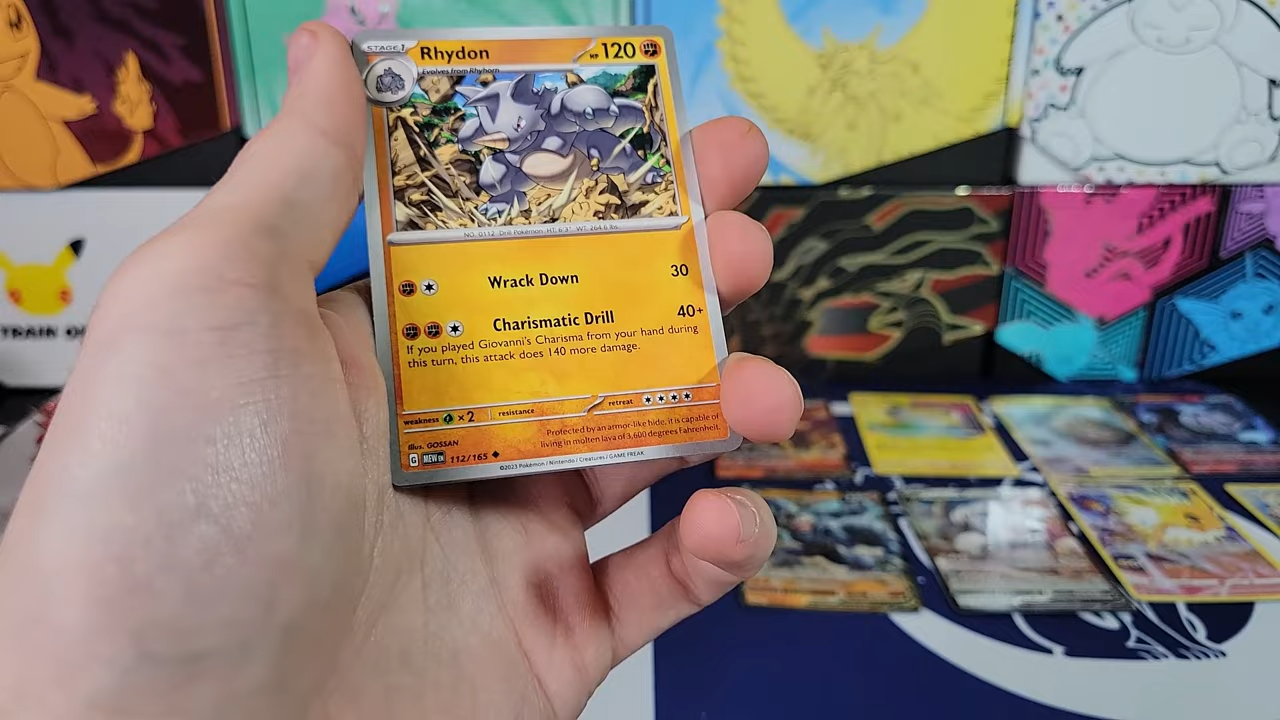 STAGE 1
Rhydon
HP 120
Evolves from Rhyhorn
NO. 0112 Drill Pokémon HT: 6'3" WT: 264.6 lbs.
Wrack Down 30
Charismatic Drill 40+
If you played Giovanni's Charisma from your hand during
this turn, this attack does 140 more damage.
weakness ×2 resistance retreat
Protected by an armor-like hide, it is capable of
living in molten lava of 3,600 degrees Fahrenheit.
Illus. GOSSAN
G MEW EN 112/165
©2023 Pokémon / Nintendo / Creatures / GAME FREAK
TRAIN